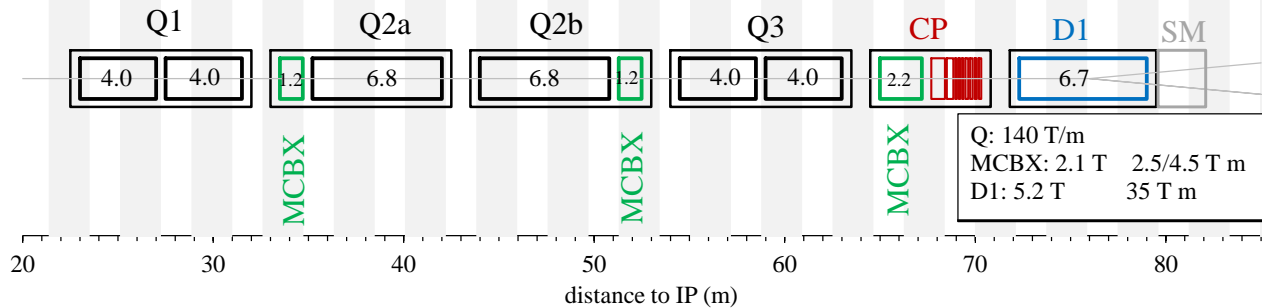 Q1 Q2a Q2b Q3 CP D1 SM
4.0 4.0 1.2 6.8 6.8 1.2 4.0 4.0 2.2 6.7
MCBX MCBX MCBX
Q: 140 T/m
MCBX: 2.1 T 2.5/4.5 T m
D1: 5.2 T 35 T m
20 30 40 50 60 70 80
distance to IP (m)